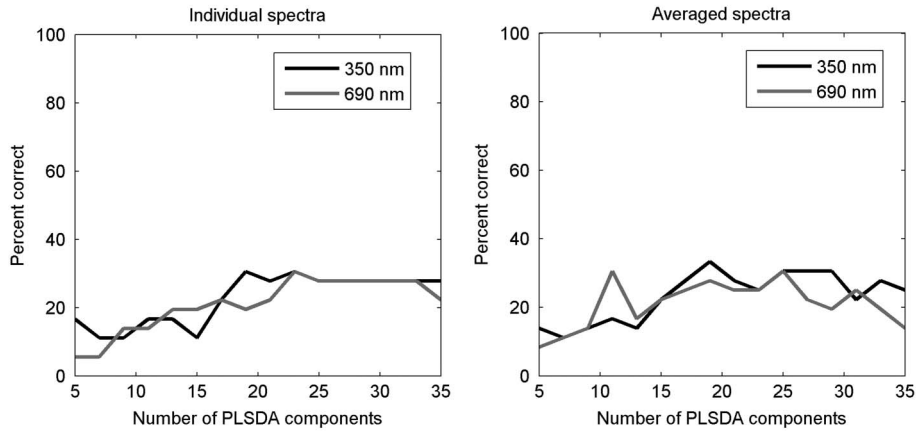 Individual spectra
100
80
60
40
20
0
Percent correct
350 nm
690 nm
5 10 15 20 25 30 35
Number of PLSDA components
Averaged spectra
100
80
60
40
20
0
Percent correct
350 nm
690 nm
5 10 15 20 25 30 35
Number of PLSDA components